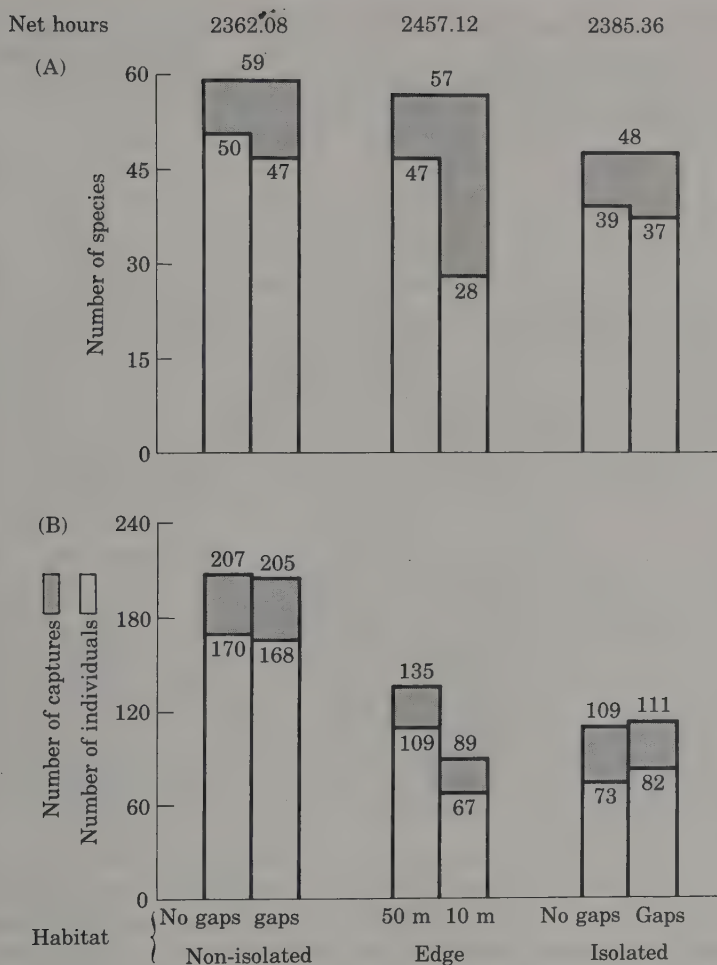 Net hours 2362.08 2457.12 2385.36
(A)
Number of species
60
45
30
15
0
59
50 47
57
47 28
48
39 37
(B)
Number of captures
Number of individuals
240
180
120
60
0
207 205
170 168
135 89
109 67
109 111
73 82
Habitat
No gaps gaps 50 m 10 m No gaps Gaps
Non-isolated Edge Isolated